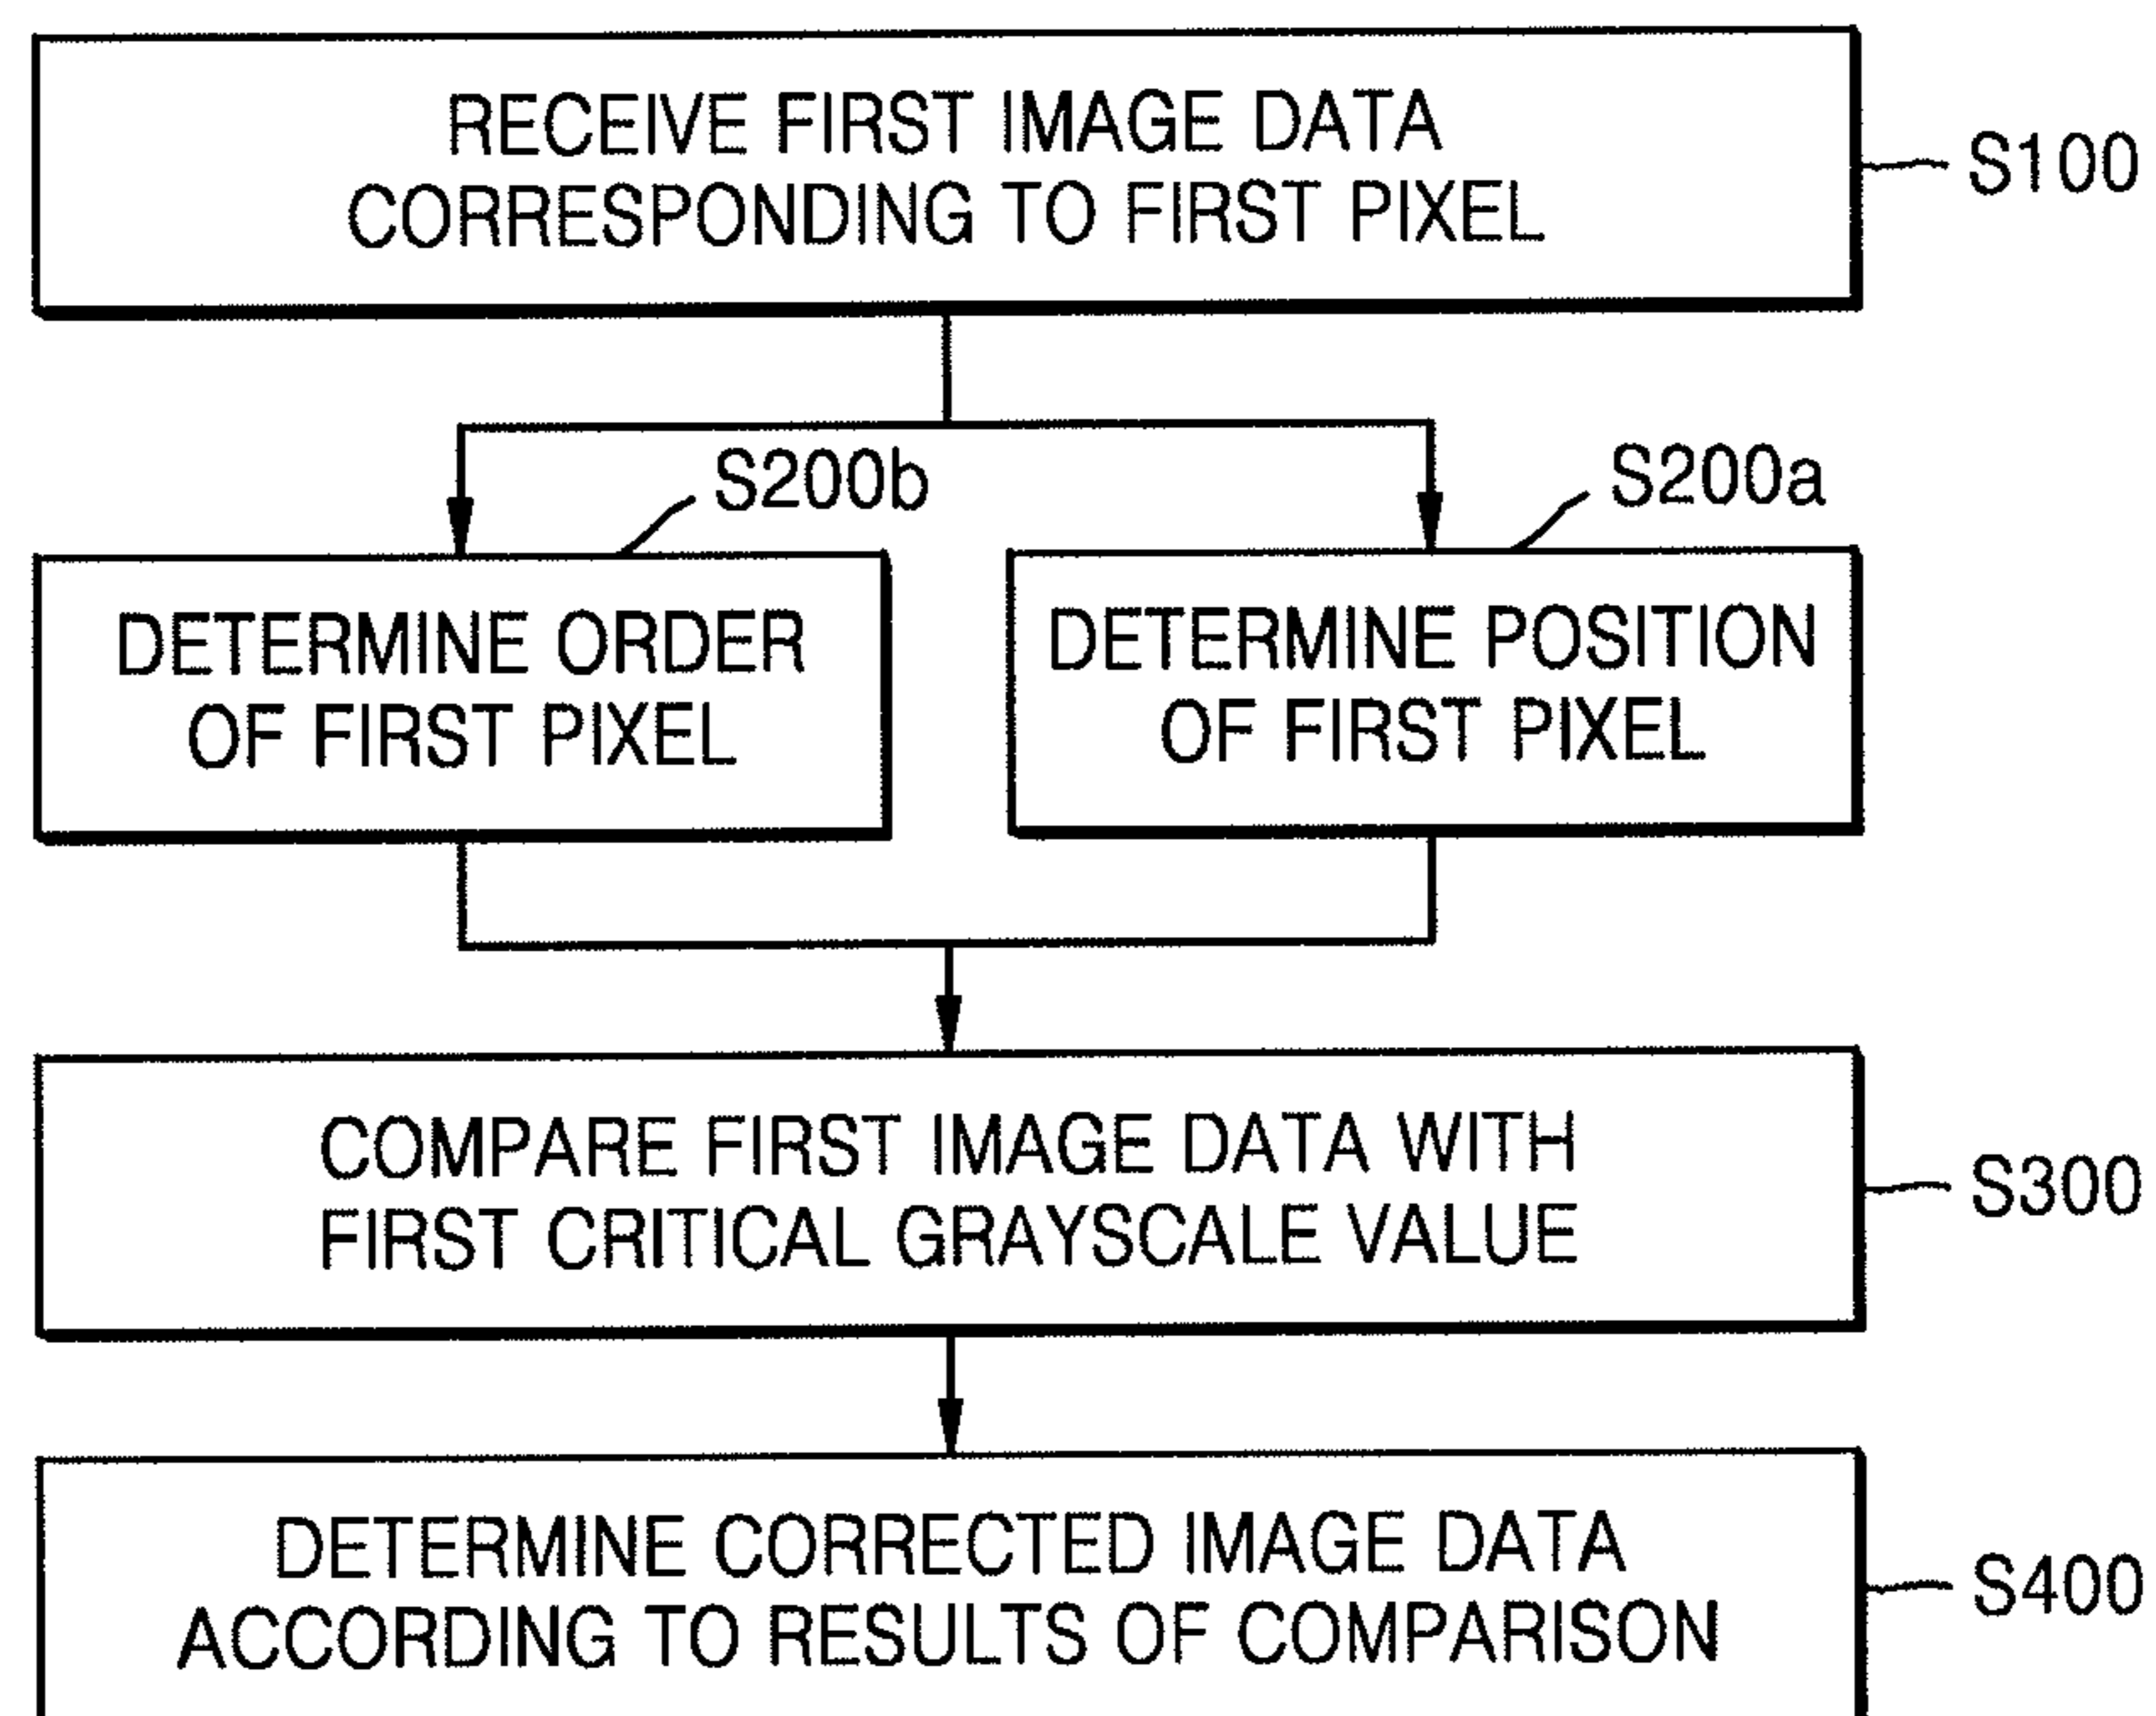 RECEIVE FIRST IMAGE DATA
CORRESPONDING TO FIRST PIXEL
S100
S200b
S200a
DETERMINE ORDER
OF FIRST PIXEL
DETERMINE POSITION
OF FIRST PIXEL
COMPARE FIRST IMAGE DATA WITH
FIRST CRITICAL GRAYSCALE VALUE
S300
DETERMINE CORRECTED IMAGE DATA
ACCORDING TO RESULTS OF COMPARISON
S400